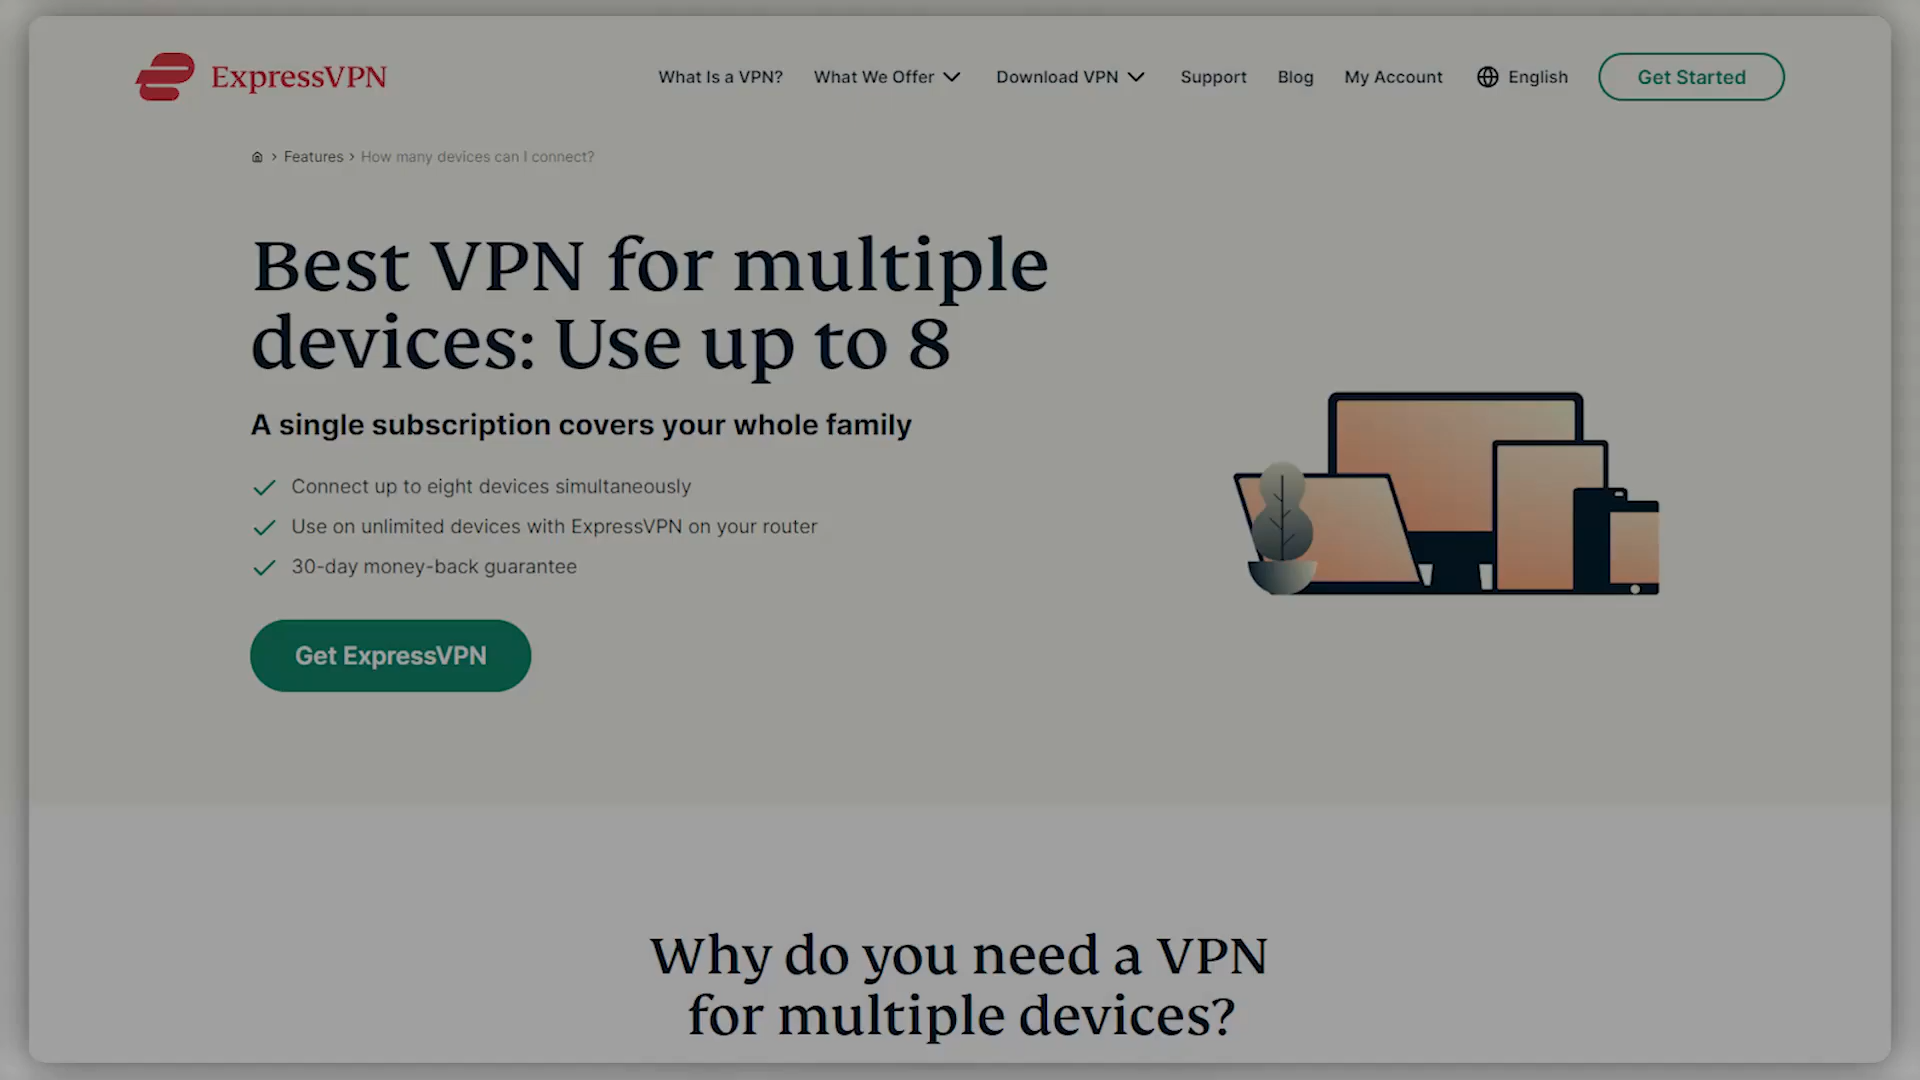 ExpressVPN
What Is a VPN?
What We Offer
Download VPN
Support
Blog
My Account
English
Get Started
Features > How many devices can I connect?
Best VPN for multiple
devices: Use up to 8
A single subscription covers your whole family
Connect up to eight devices simultaneously
Use on unlimited devices with ExpressVPN on your router
30-day money-back guarantee
Get ExpressVPN
Why do you need a VPN
for multiple devices?